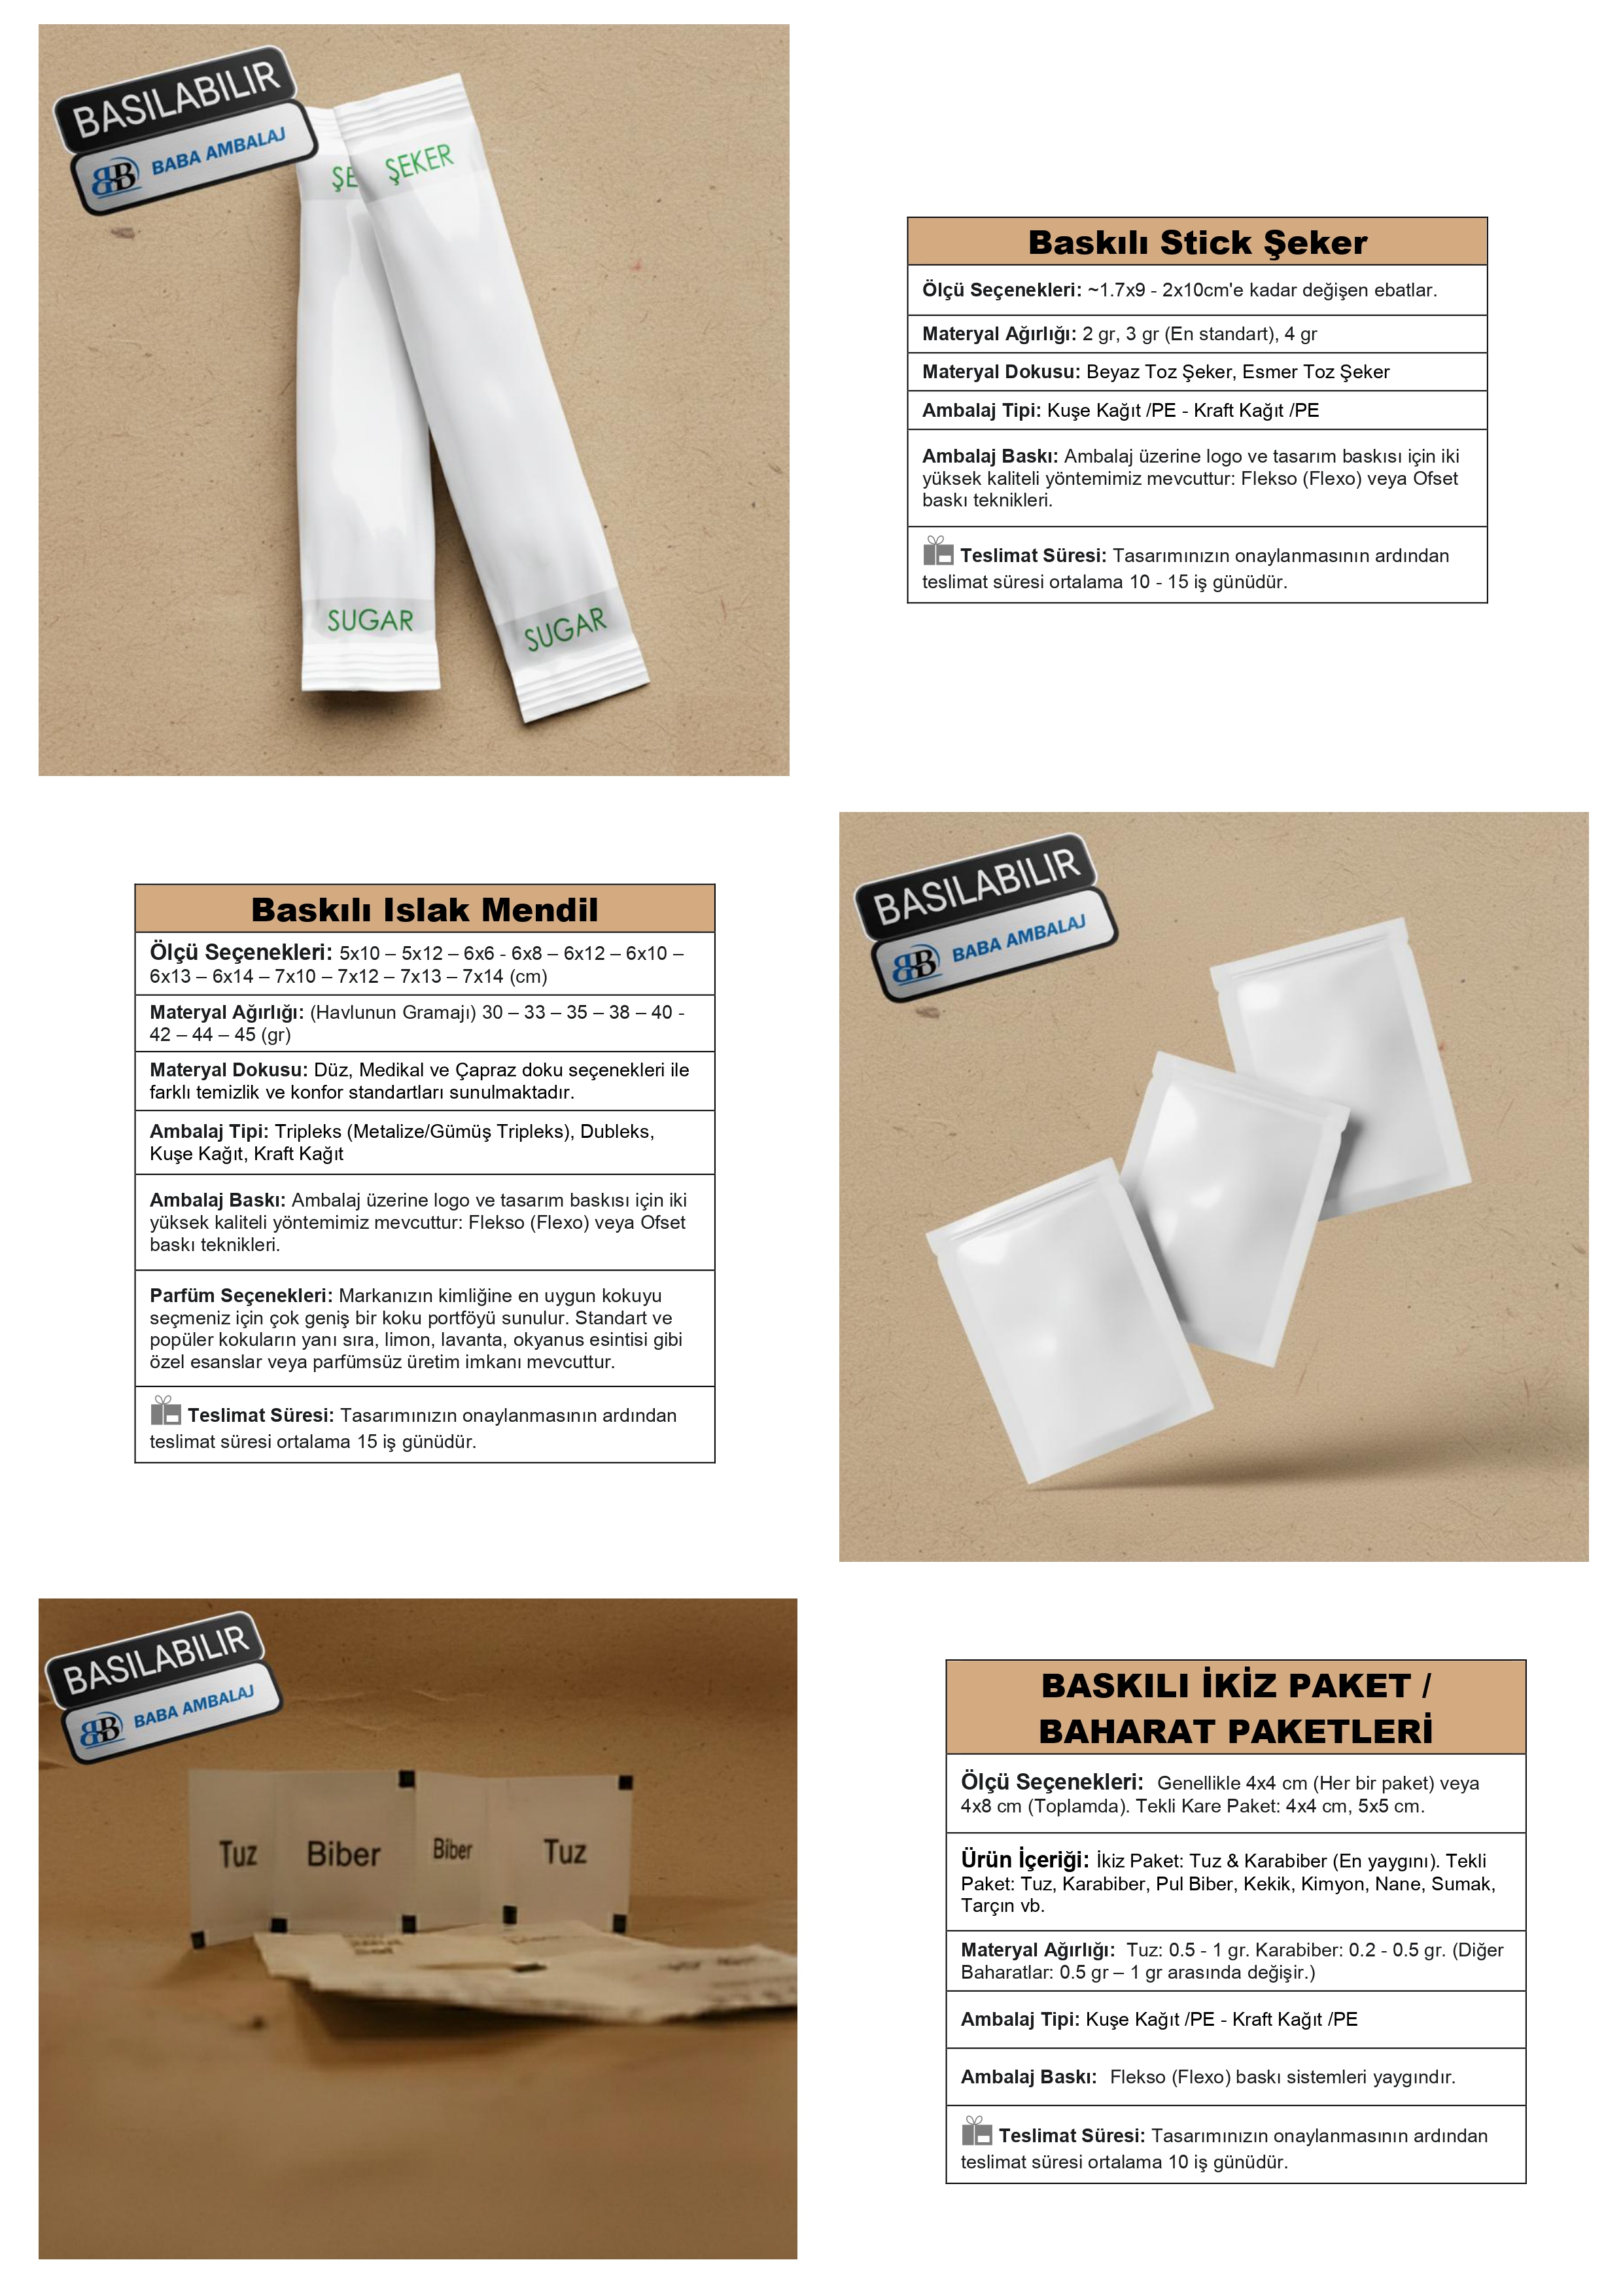 BASILABILIR
BABA AMBALAJ
ŞE
ŞEKER
SUGAR
SUGAR
Baskılı Stick Şeker
Ölçü Seçenekleri: ~1.7x9 - 2x10cm'e kadar değişen ebatlar.
Materyal Ağırlığı: 2 gr, 3 gr (En standart), 4 gr
Materyal Dokusu: Beyaz Toz Şeker, Esmer Toz Şeker
Ambalaj Tipi: Kuşe Kağıt /PE - Kraft Kağıt /PE
Ambalaj Baskı: Ambalaj üzerine logo ve tasarım baskısı için iki
yüksek kaliteli yöntemimiz mevcuttur: Flekso (Flexo) veya Ofset
baskı teknikleri.
Teslimat Süresi: Tasarımınızın onaylanmasının ardından
teslimat süresi ortalama 10 - 15 iş günüdür.
Baskılı Islak Mendil
Ölçü Seçenekleri: 5x10 – 5x12 – 6x6 - 6x8 – 6x12 – 6x10 –
6x13 – 6x14 – 7x10 – 7x12 – 7x13 – 7x14 (cm)
Materyal Ağırlığı: (Havlunun Gramajı) 30 – 33 – 35 – 38 – 40 -
42 – 44 – 45 (gr)
Materyal Dokusu: Düz, Medikal ve Çapraz doku seçenekleri ile
farklı temizlik ve konfor standartları sunulmaktadır.
Ambalaj Tipi: Tripleks (Metalize/Gümüş Tripleks), Dubleks,
Kuşe Kağıt, Kraft Kağıt
Ambalaj Baskı: Ambalaj üzerine logo ve tasarım baskısı için iki
yüksek kaliteli yöntemimiz mevcuttur: Flekso (Flexo) veya Ofset
baskı teknikleri.
Parfüm Seçenekleri: Markanızın kimliğine en uygun kokuyu
seçmeniz için çok geniş bir koku portföyü sunulur. Standart ve
popüler kokuların yanı sıra, limon, lavanta, okyanus esintisi gibi
özel esanslar veya parfümsüz üretim imkanı mevcuttur.
Teslimat Süresi: Tasarımınızın onaylanmasının ardından
teslimat süresi ortalama 15 iş günüdür.
BASILABILIR
BABA AMBALAJ
BASILABILIR
BABA AMBALAJ
Tuz Biber Biber Tuz
BASKILI İKİZ PAKET /
BAHARAT PAKETLERİ
Ölçü Seçenekleri: Genellikle 4x4 cm (Her bir paket) veya
4x8 cm (Toplamda). Tekli Kare Paket: 4x4 cm, 5x5 cm.
Ürün İçeriği: İkiz Paket: Tuz & Karabiber (En yaygını). Tekli
Paket: Tuz, Karabiber, Pul Biber, Kekik, Kimyon, Nane, Sumak,
Tarçın vb.
Materyal Ağırlığı: Tuz: 0.5 - 1 gr. Karabiber: 0.2 - 0.5 gr. (Diğer
Baharatlar: 0.5 gr – 1 gr arasında değişir.)
Ambalaj Tipi: Kuşe Kağıt /PE - Kraft Kağıt /PE
Ambalaj Baskı: Flekso (Flexo) baskı sistemleri yaygındır.
Teslimat Süresi: Tasarımınızın onaylanmasının ardından
teslimat süresi ortalama 10 iş günüdür.